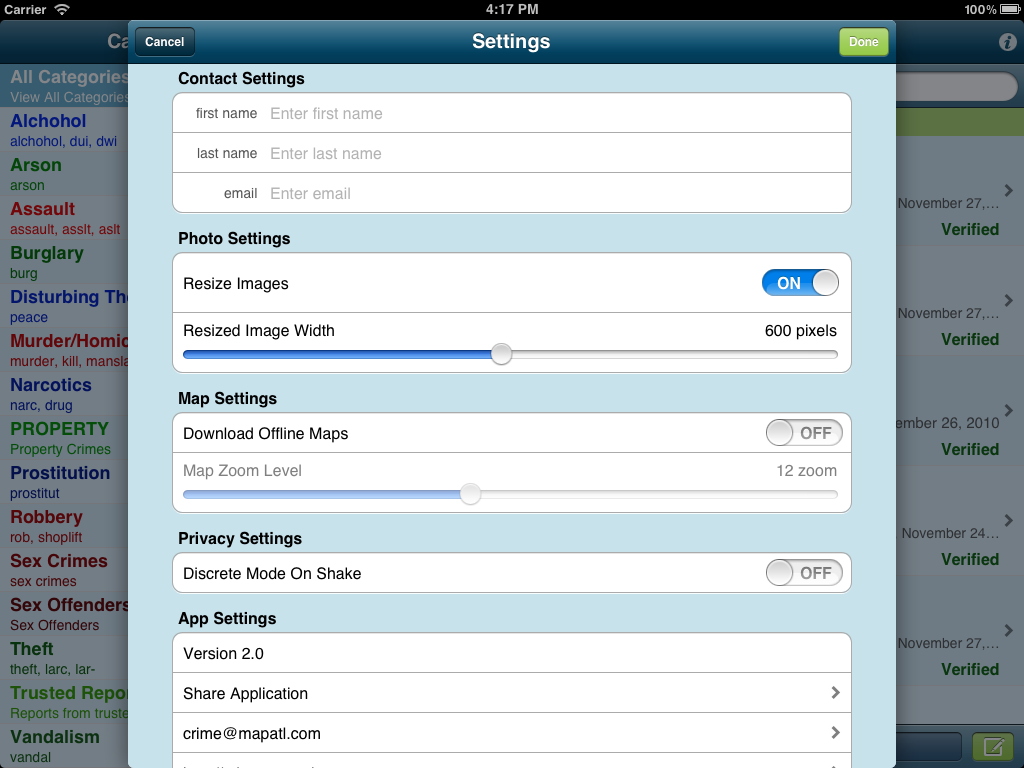 Carrier
4:17 PM
100%
Cancel
Settings
Done
All Categories
View All Categories
Alchohol
alchohol, dui, dwi
Arson
arson
Assault
assault, asslt, aslt
Burglary
burg
Disturbing
peace
Murder/Homic
murder, kill, mansla
Narcotics
narc, drug
PROPERTY
Property Crimes
Prostitution
prostitut
Robbery
rob, shoplift
Sex Crimes
sex crimes
Sex Offenders
Sex Offenders
Theft
theft, larc, lar-
Trusted Repo
Reports from truste
Vandalism
vandal
Contact Settings
first name Enter first name
last name Enter last name
email Enter email
Photo Settings
Resize Images ON
Resized Image Width 600 pixels
Map Settings
Download Offline Maps OFF
Map Zoom Level 12 zoom
Privacy Settings
Discrete Mode On Shake OFF
App Settings
Version 2.0
Share Application
crime@mapatl.com
November 27,...
Verified
November 27,...
Verified
ember 26, 2010
Verified
November 24...
Verified
November 27,...
Verified